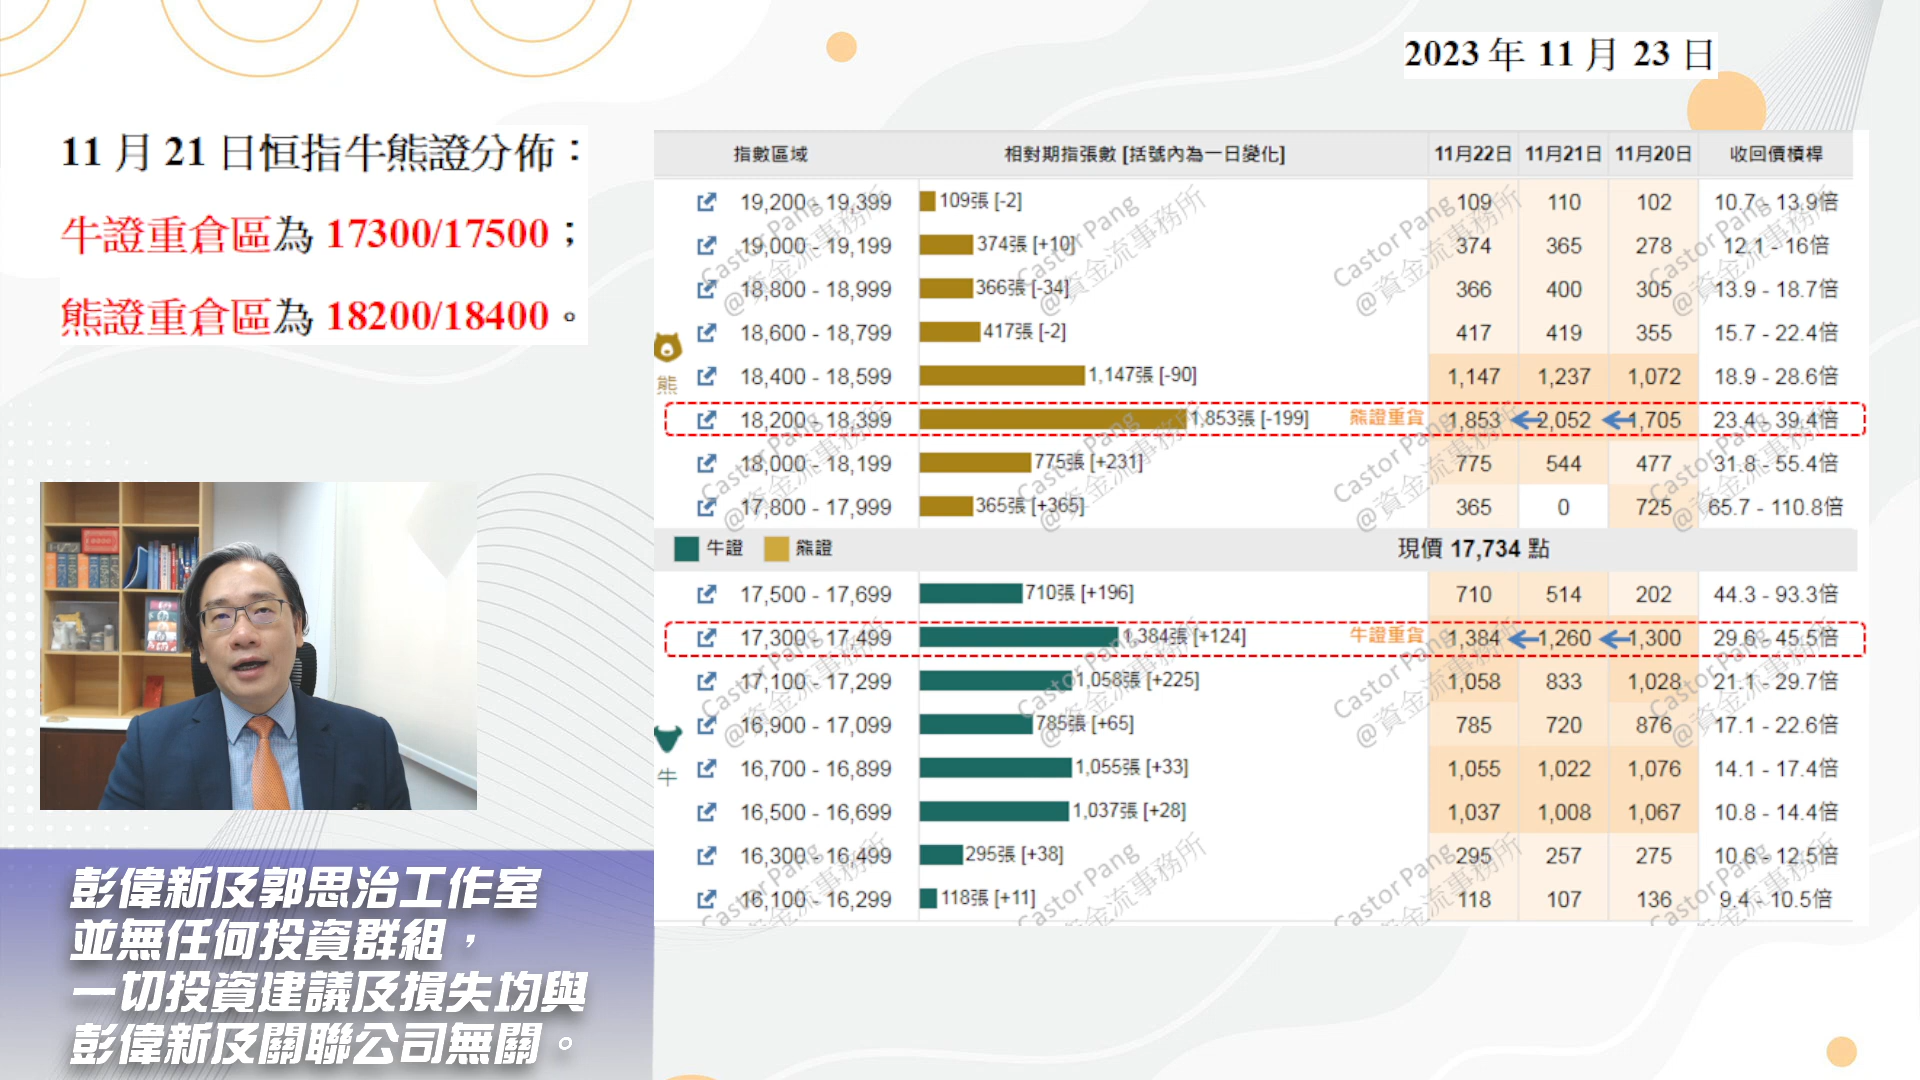 2023 年 11 月 23 日
11 月 21 日恒指牛熊證分佈：
牛證重倉區為 17300/17500；
熊證重倉區為 18200/18400。
指數區域 相對期指張數 [括號內為一日變化] 11月22日 11月21日 11月20日 收回價槓桿
19,200 - 19,399 109張 [-2] 109 110 102 10.7 - 13.9倍
19,000 - 19,199 374張 [+10] 374 365 278 12.1 - 16倍
18,800 - 18,999 366張 [-34] 366 400 305 13.9 - 18.7倍
18,600 - 18,799 417張 [-2] 417 419 355 15.7 - 22.4倍
熊
18,400 - 18,599 1,147張 [-90] 1,147 1,237 1,072 18.9 - 28.6倍
18,200 - 18,399 1,853張 [-199] 熊證重貨 1,853 2,052 1,705 23.4 - 39.4倍
18,000 - 18,199 775張 [+231] 775 544 477 31.8 - 55.4倍
17,800 - 17,999 365張 [+365] 365 0 725 65.7 - 110.8倍
牛證 熊證 現價 17,734 點
17,500 - 17,699 710張 [+196] 710 514 202 44.3 - 93.3倍
17,300 - 17,499 1,384張 [+124] 牛證重貨 1,384 1,260 1,300 29.6 - 45.5倍
17,100 - 17,299 1,058張 [+225] 1,058 833 1,028 21.1 - 29.7倍
16,900 - 17,099 785張 [+65] 785 720 876 17.1 - 22.6倍
牛
16,700 - 16,899 1,055張 [+33] 1,055 1,022 1,076 14.1 - 17.4倍
16,500 - 16,699 1,037張 [+28] 1,037 1,008 1,067 10.8 - 14.4倍
16,300 - 16,499 295張 [+38] 295 257 275 10.6 - 12.5倍
16,100 - 16,299 118張 [+11] 118 107 136 9.4 - 10.5倍
Castor Pang
@資金流事務所
彭偉新及郭思治工作室
並無任何投資群組，
一切投資建議及損失均與
彭偉新及關聯公司無關。